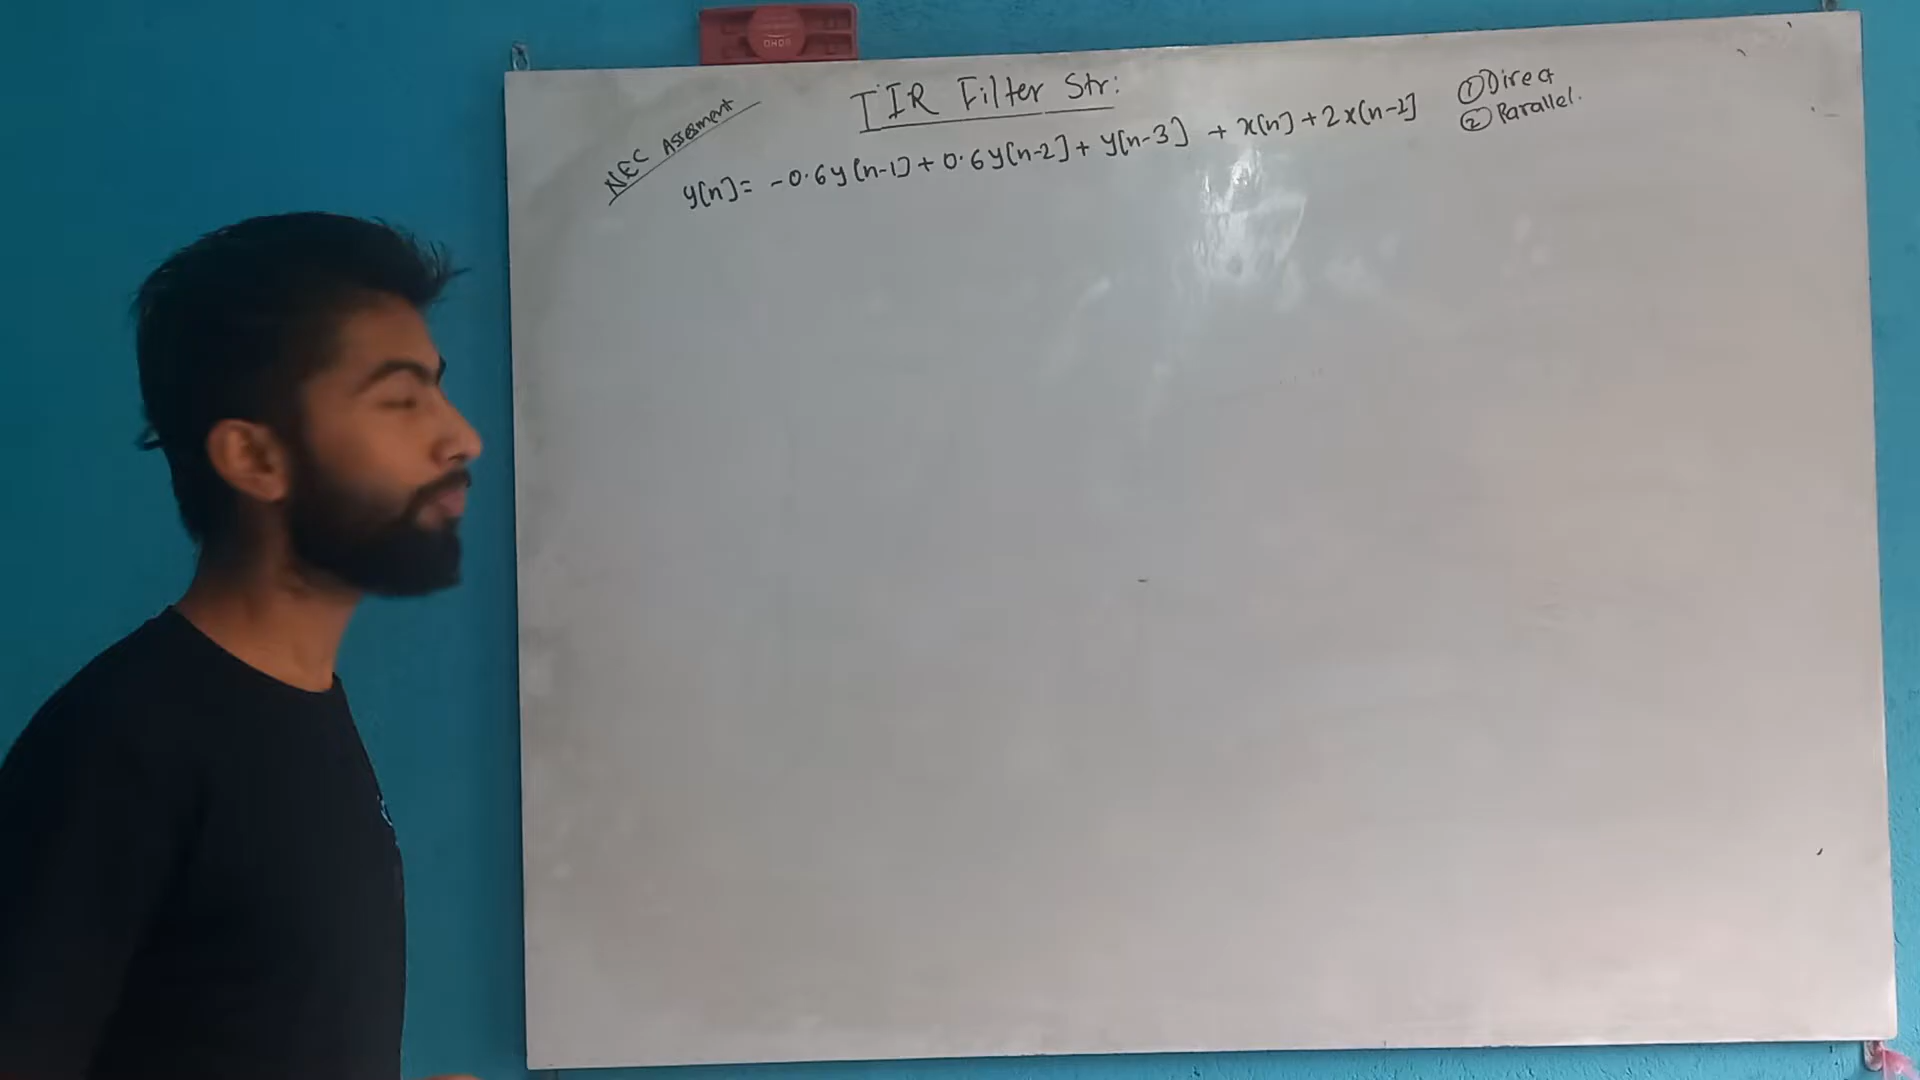 NEC Assesment
IIR Filter Str:
y[n] = -0.6y[n-1] + 0.6y[n-2] + y[n-3] + x[n] + 2x[n-2]
① Direct
② Parallel.